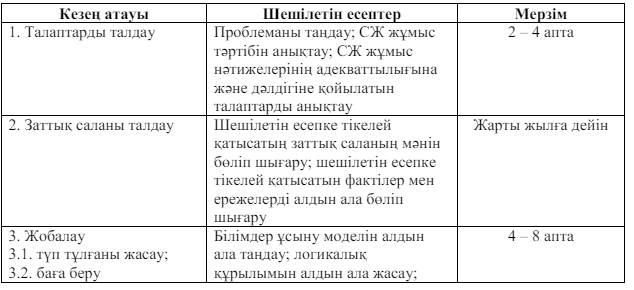 Кезең атауы
Шешілетін есептер
Мерзім
1. Талаптарды талдау
Проблеманы таңдау; СЖ жұмыс
тәртібін анықтау; СЖ жұмыс
нәтижелерінің адекваттылығына
және дәлдігіне қойылатын
талаптарды анықтау
2 – 4 апта
2. Заттық саланы талдау
Шешілетін есепке тікелей
қатысатың заттық саланың мәнін
бөліп шығару; шешілетін есепке
тікелей қатысатын фактілер мен
ережелерді алдын ала бөліп
шығару
Жарты жылға дейін
3. Жобалау
3.1. түп тұлғаны жасау;
3.2. баға беру
Білімдер ұсыну моделін алдын
ала таңдау; логикалық
құрылымын алдын ала жасау;
4 – 8 апта